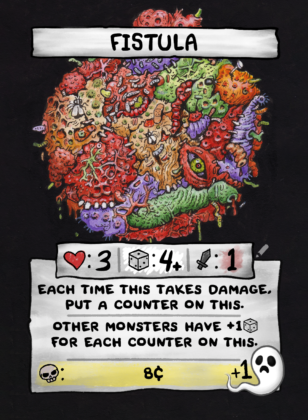 FISTULA
: 3 : 4+ : 1
EACH TIME THIS TAKES DAMAGE,
PUT A COUNTER ON THIS.
OTHER MONSTERS HAVE +1
FOR EACH COUNTER ON THIS.
: 8¢ +1